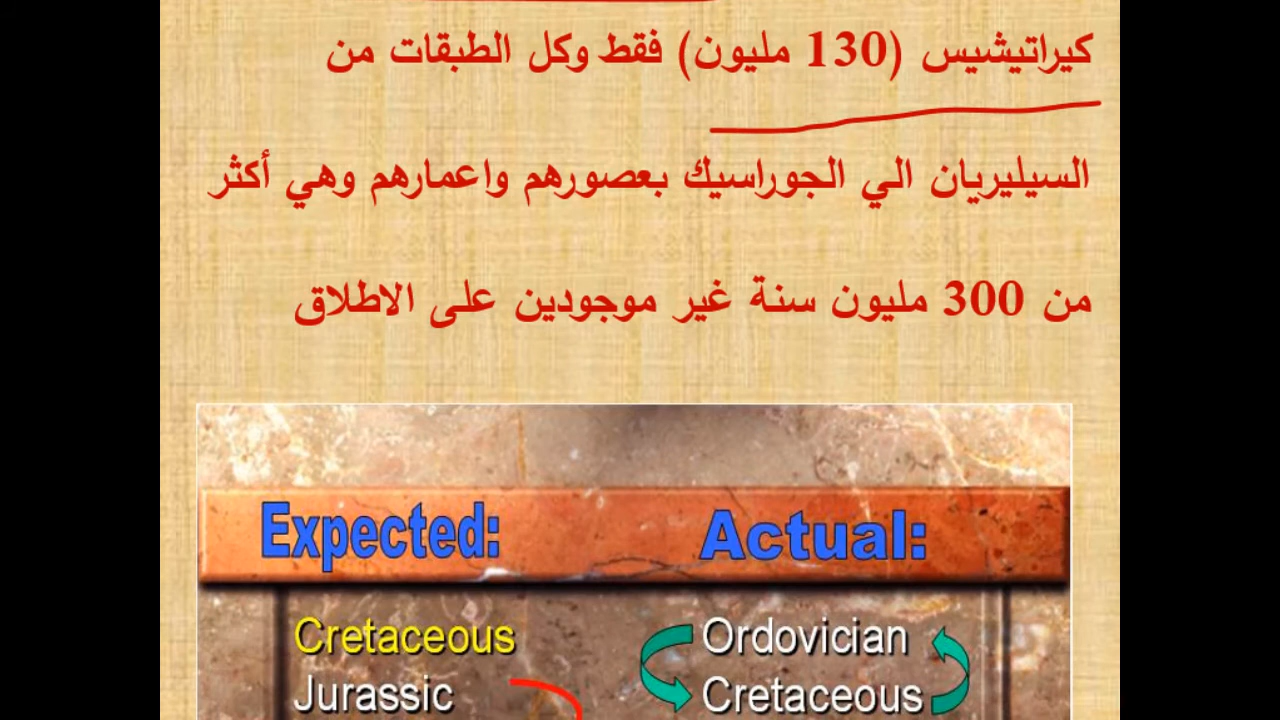 كيراتيشيس (130 مليون) فقط وكل الطبقات من
السيليريان الي الجوراسيك بعصورهم واعمارهم وهي أكثر
من 300 مليون سنة غير موجودين على الاطلاق
Expected: Actual:
Cretaceous Ordovician
Jurassic Cretaceous